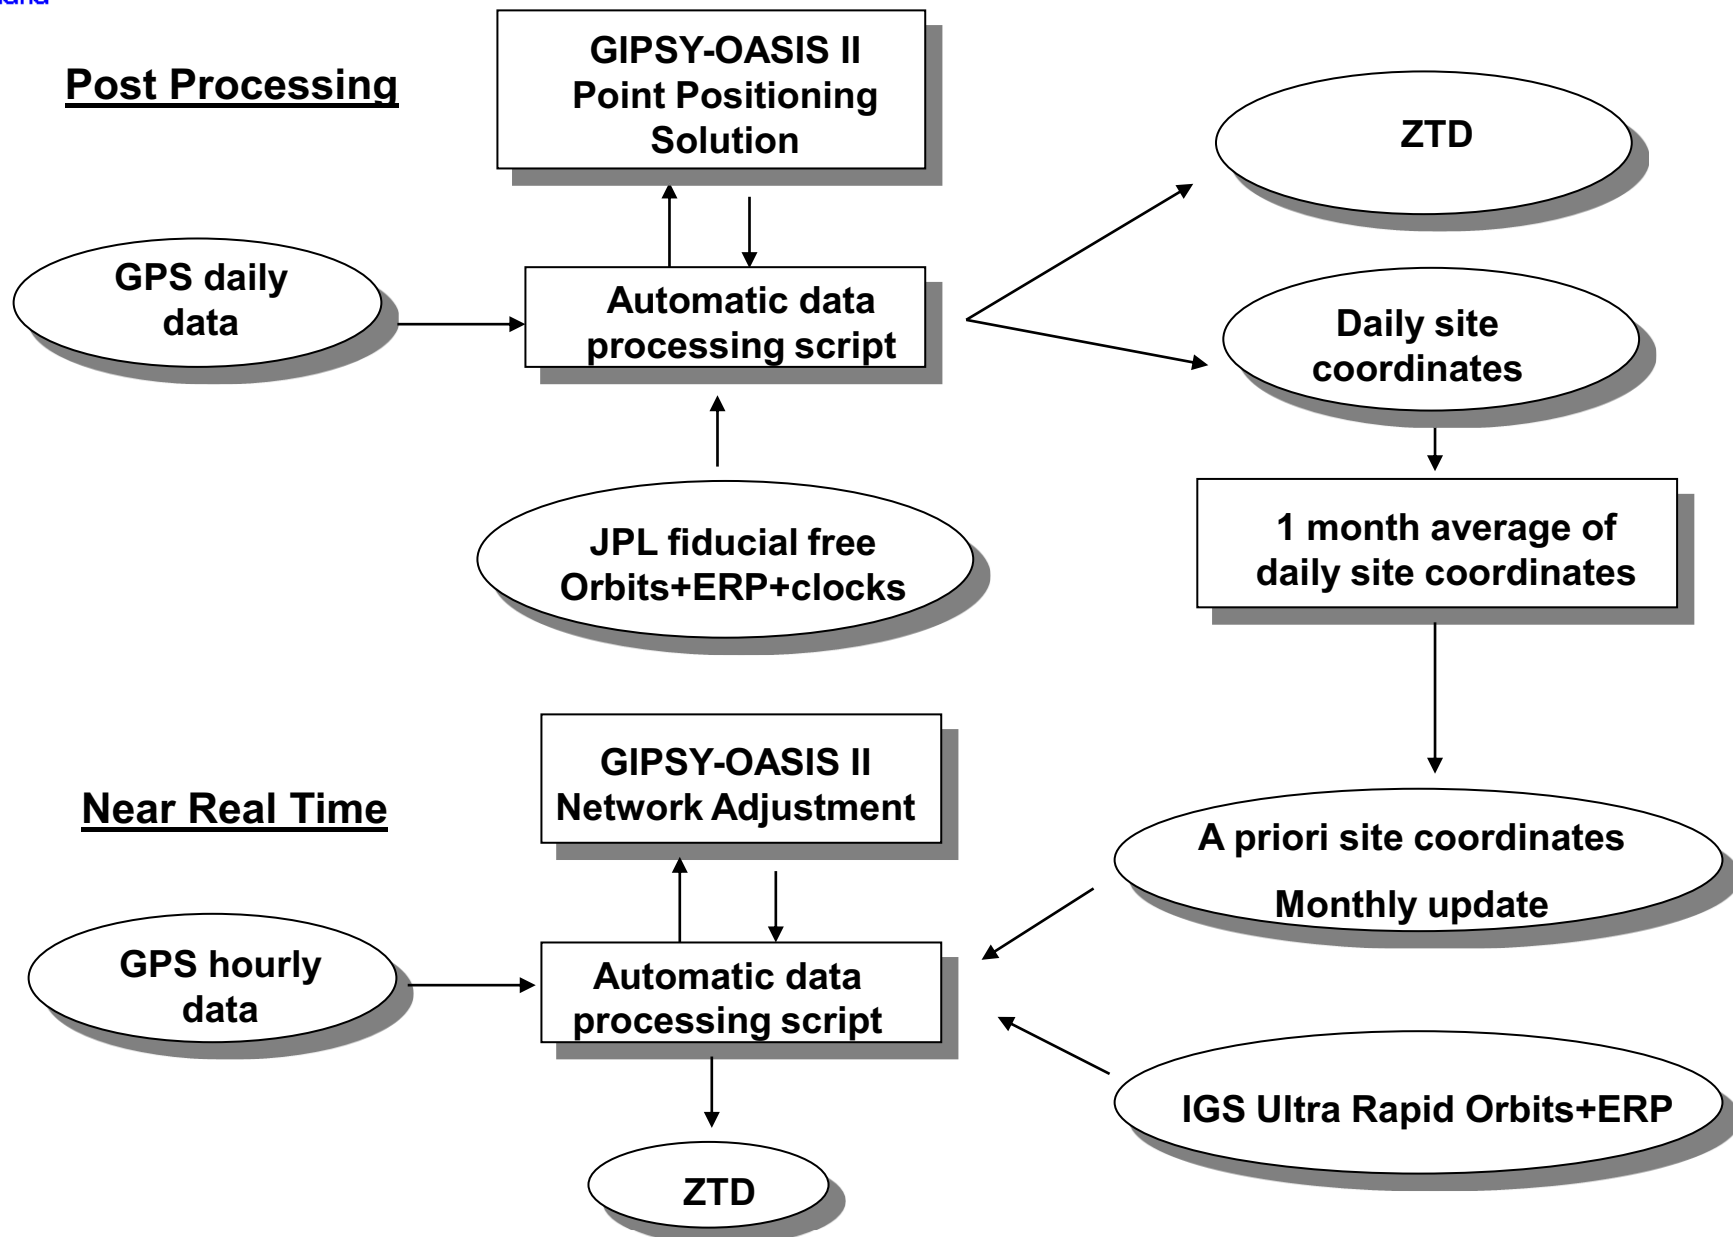 Post Processing
GIPSY-OASIS II
Point Positioning
Solution
ZTD
GPS daily
data
Automatic data
processing script
Daily site
coordinates
JPL fiducial free
Orbits+ERP+clocks
1 month average of
daily site coordinates
Near Real Time
GIPSY-OASIS II
Network Adjustment
A priori site coordinates
Monthly update
GPS hourly
data
Automatic data
processing script
IGS Ultra Rapid Orbits+ERP
ZTD